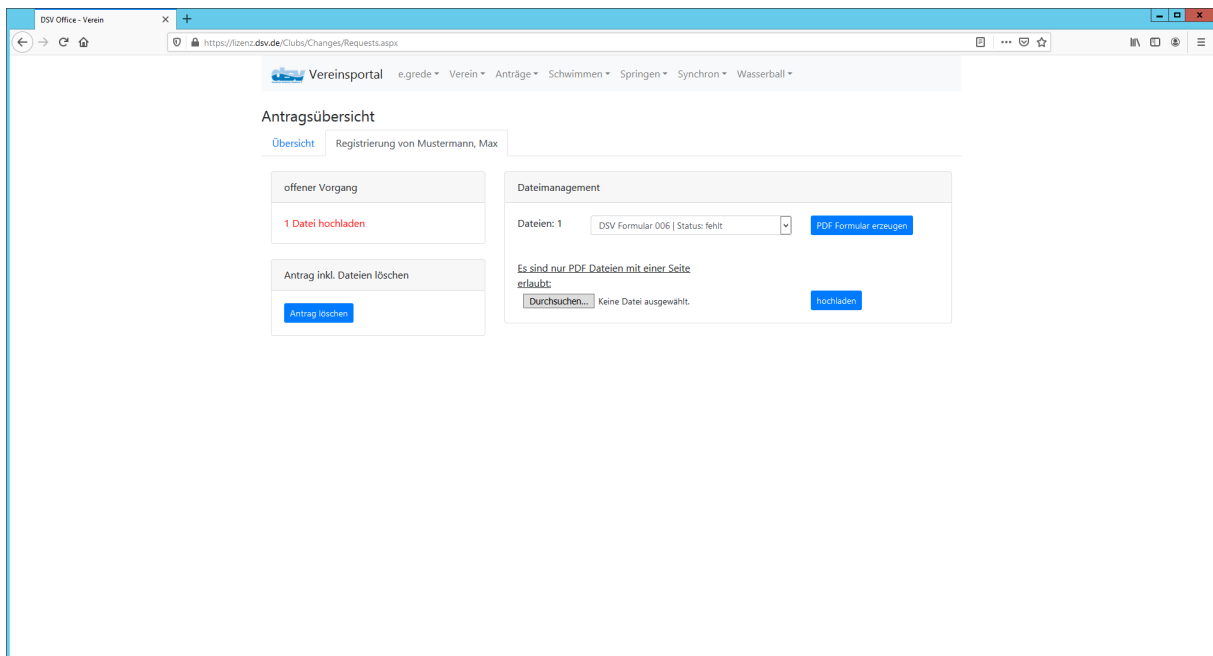 DSV Office - Verein
https://lizenz.dsv.de/Clubs/Changes/Requests.aspx
dsv Vereinsportal e.grede Verein Anträge Schwimmen Springen Synchron Wasserball
Antragsübersicht
Übersicht Registrierung von Mustermann, Max
offener Vorgang
1 Datei hochladen
Antrag inkl. Dateien löschen
Antrag löschen
Dateimanagement
Dateien: 1 DSV Formular 006 | Status: fehlt PDF Formular erzeugen
Es sind nur PDF Dateien mit einer Seite
erlaubt:
Durchsuchen... Keine Datei ausgewählt. hochladen